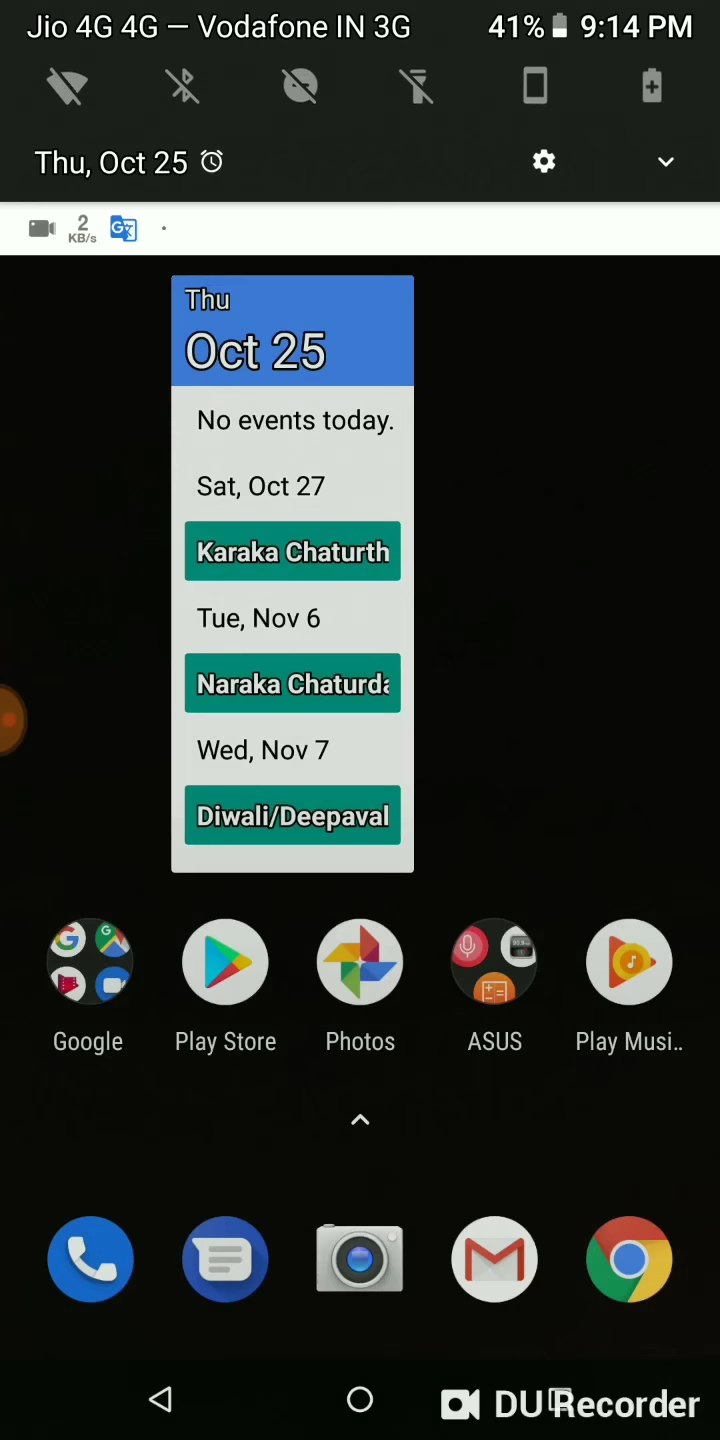 Jio 4G 4G — Vodafone IN 3G 41% 9:14 PM
Thu, Oct 25
2
KB/s
Thu
Oct 25
No events today.
Sat, Oct 27
Karaka Chaturth
Tue, Nov 6
Naraka Chaturda
Wed, Nov 7
Diwali/Deepaval
Google Play Store Photos ASUS Play Musi..
DU Recorder